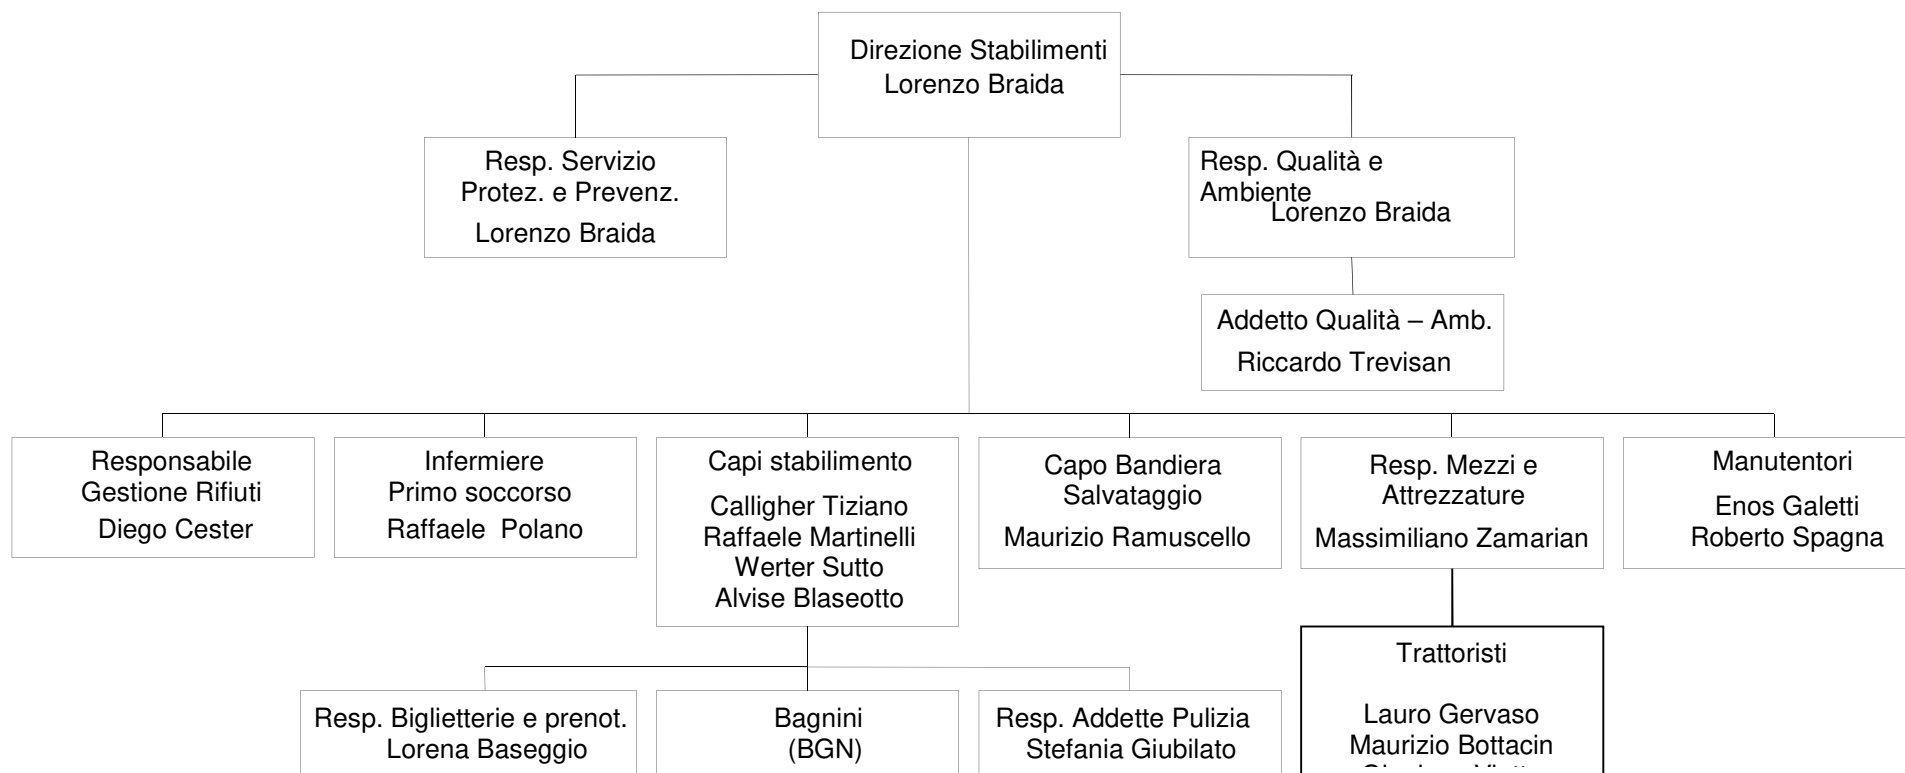 Direzione Stabilimenti
Lorenzo Braida
Resp. Servizio
Protez. e Prevenz.
Lorenzo Braida
Resp. Qualità e
Ambiente
Lorenzo Braida
Addetto Qualità – Amb.
Riccardo Trevisan
Responsabile
Gestione Rifiuti
Diego Cester
Infermiere
Primo soccorso
Raffaele Polano
Capi stabilimento
Calligher Tiziano
Raffaele Martinelli
Werter Sutto
Alvise Blaseotto
Capo Bandiera
Salvataggio
Maurizio Ramuscello
Resp. Mezzi e
Attrezzature
Massimiliano Zamarian
Manutentori
Enos Galetti
Roberto Spagna
Resp. Biglietterie e prenot.
Lorena Baseggio
Bagnini
(BGN)
Resp. Addette Pulizia
Stefania Giubilato
Trattoristi
Lauro Gervaso
Maurizio Bottacin